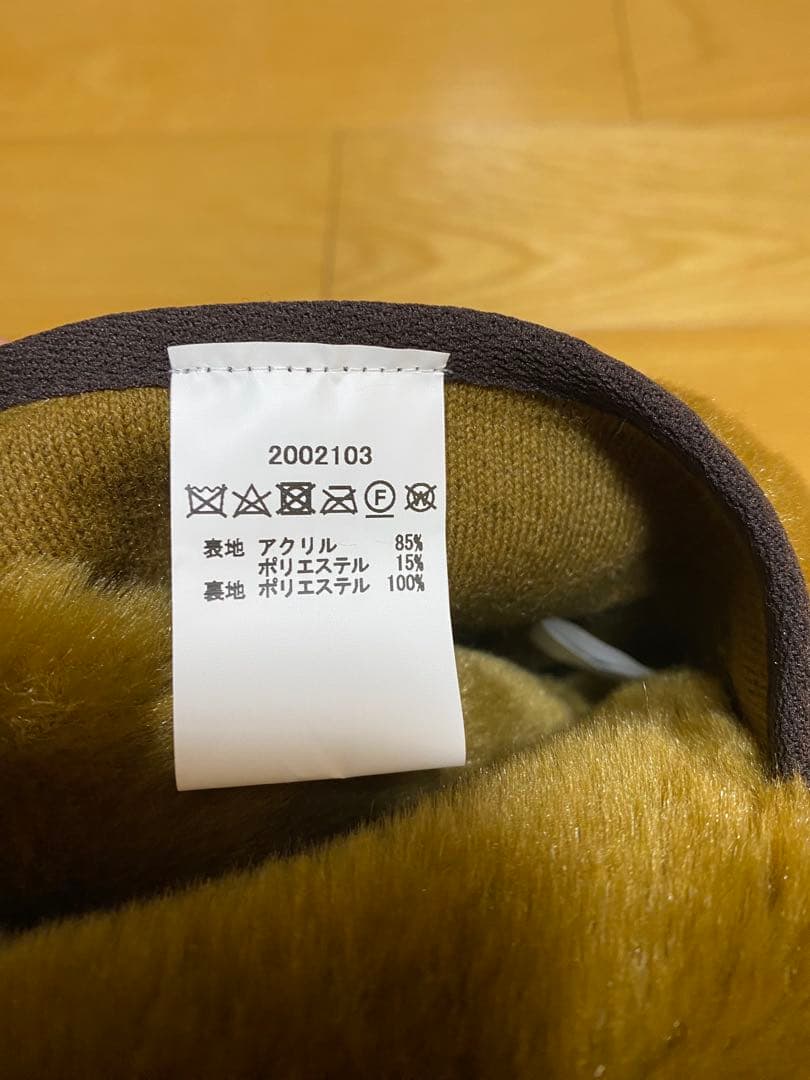 2002103
F W
表地 アクリル 85%
ポリエステル 15%
裏地 ポリエステル 100%